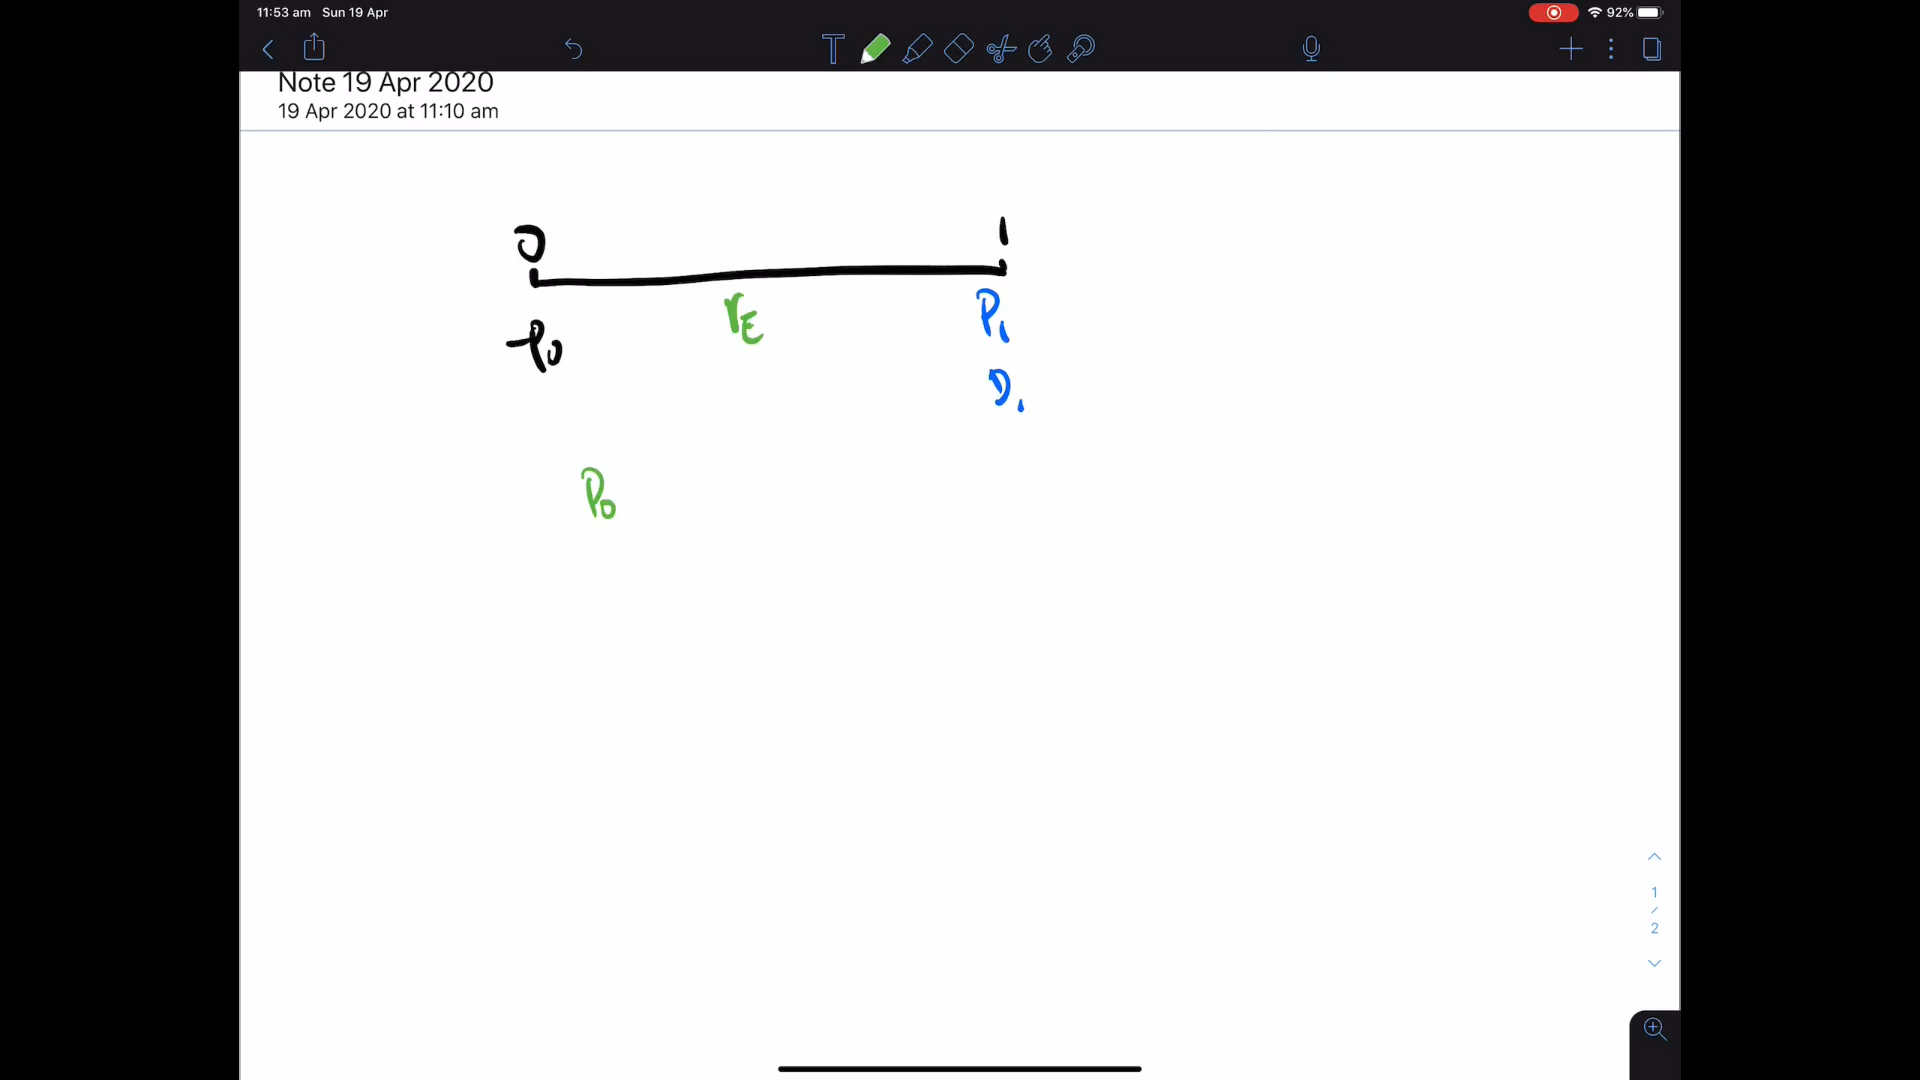 11:53 am Sun 19 Apr
92%
T
Note 19 Apr 2020
19 Apr 2020 at 11:10 am
0 1
-P0 rE P1
D1
P0
1
/
2